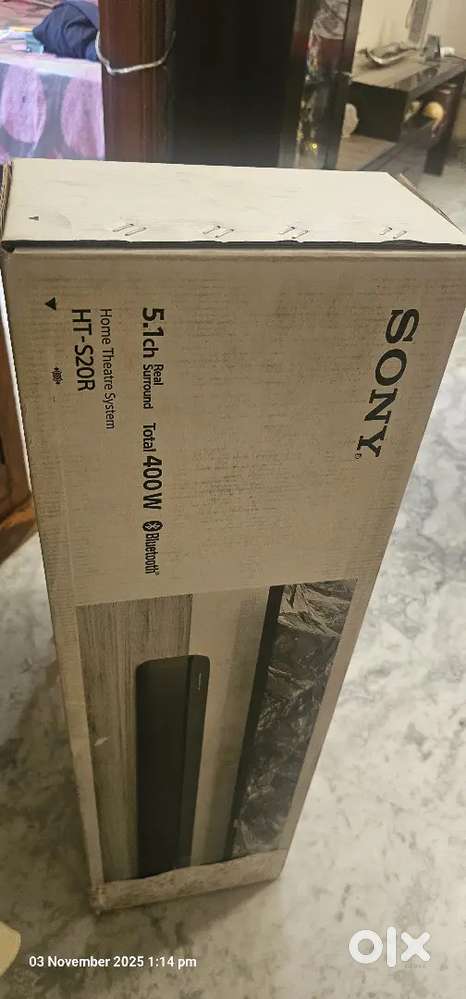 SONY
5.1ch Real Surround Total 400W Bluetooth®
Home Theatre System
HT-S20R
03 November 2025 1:14 pm
olx